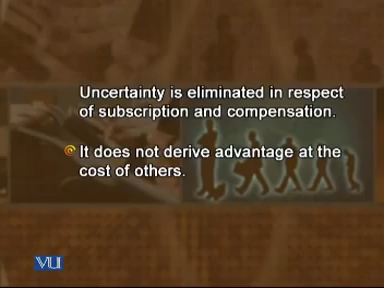 Uncertainty is eliminated in respect
of subscription and compensation.
It does not derive advantage at the
cost of others.
VU